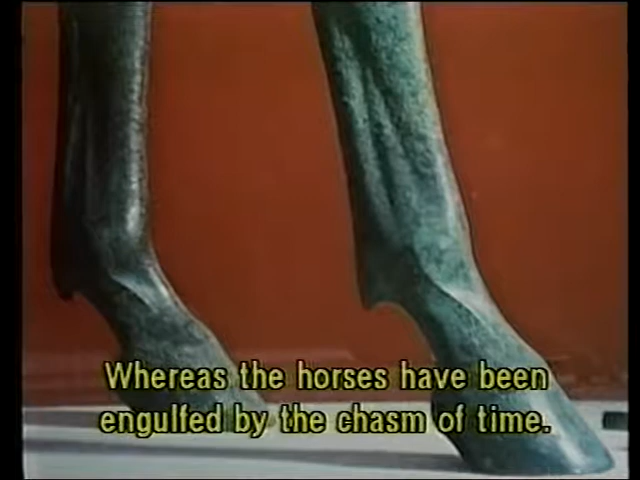 Whereas the horses have been
engulfed by the chasm of time.